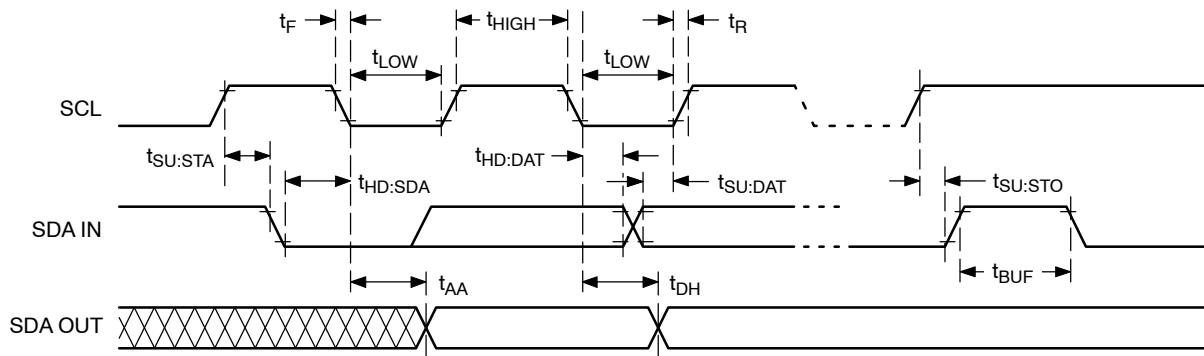 tF
tHIGH
tR
tLOW
tLOW
SCL
tSU:STA
tHD:SDA
tHD:DAT
tSU:DAT
tSU:STO
SDA IN
tBUF
tAA
tDH
SDA OUT